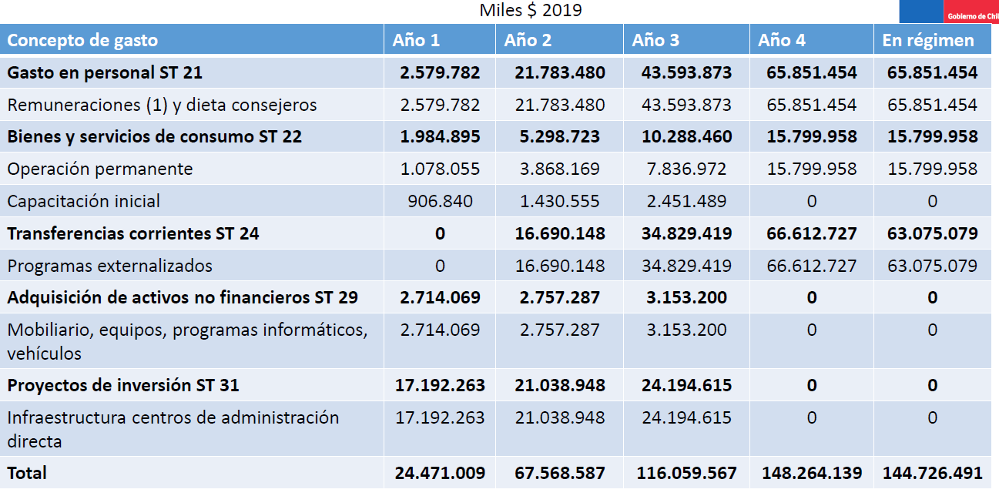 Miles $ 2019
Gobierno de Chil
Concepto de gasto Año 1 Año 2 Año 3 Año 4 En régimen
Gasto en personal ST 21 2.579.782 21.783.480 43.593.873 65.851.454 65.851.454
Remuneraciones (1) y dieta consejeros 2.579.782 21.783.480 43.593.873 65.851.454 65.851.454
Bienes y servicios de consumo ST 22 1.984.895 5.298.723 10.288.460 15.799.958 15.799.958
Operación permanente 1.078.055 3.868.169 7.836.972 15.799.958 15.799.958
Capacitación inicial 906.840 1.430.555 2.451.489 0 0
Transferencias corrientes ST 24 0 16.690.148 34.829.419 66.612.727 63.075.079
Programas externalizados 0 16.690.148 34.829.419 66.612.727 63.075.079
Adquisición de activos no financieros ST 29 2.714.069 2.757.287 3.153.200 0 0
Mobiliario, equipos, programas informáticos, 2.714.069 2.757.287 3.153.200 0 0
vehículos
Proyectos de inversión ST 31 17.192.263 21.038.948 24.194.615 0 0
Infraestructura centros de administración 17.192.263 21.038.948 24.194.615 0 0
directa
Total 24.471.009 67.568.587 116.059.567 148.264.139 144.726.491